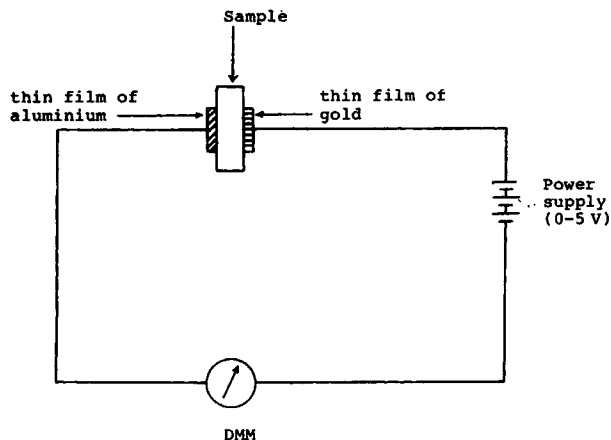 Sample
thin film of
aluminium
thin film of
gold
Power
supply
(0-5 V)
DMM